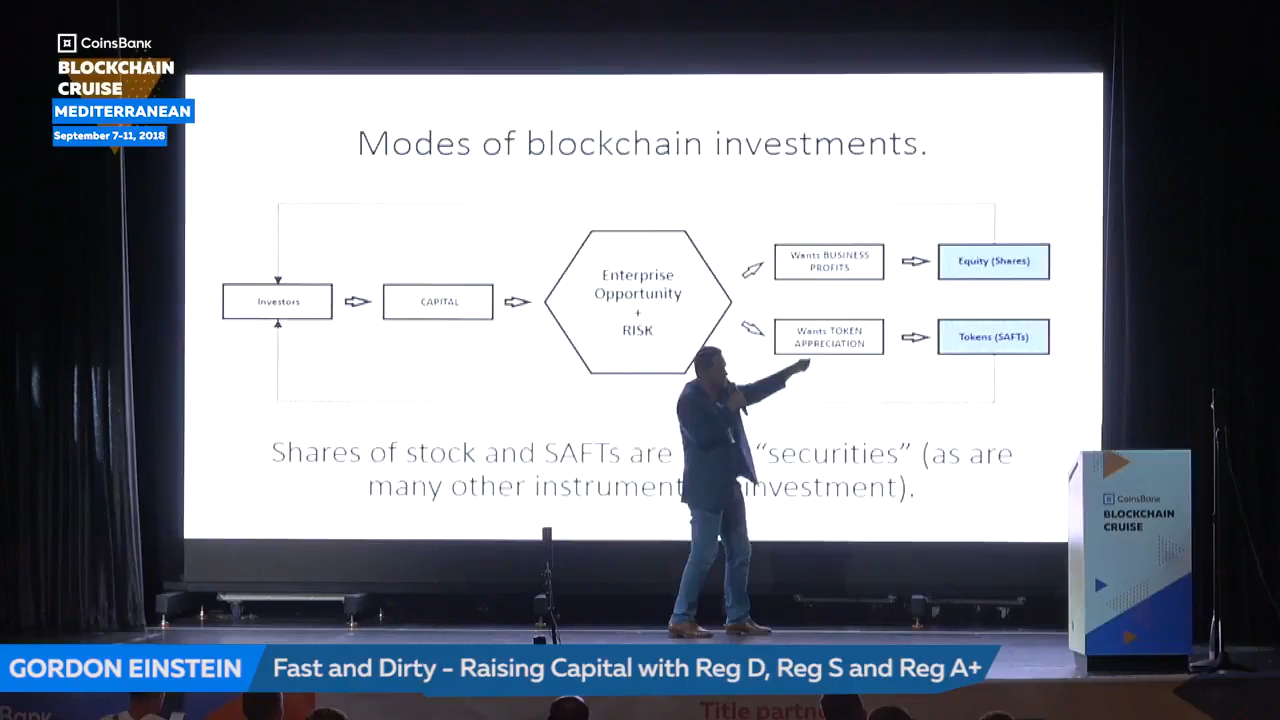 CoinsBank
BLOCKCHAIN
CRUISE
MEDITERRANEAN
September 7-11, 2018
Modes of blockchain investments.
Investors
CAPITAL
Enterprise
Opportunity
+
RISK
Wants BUSINESS
PROFITS
Equity (Shares)
Wants TOKEN
APPRECIATION
Tokens (SAFTs)
Shares of stock and SAFTs are “securities” (as are
many other instrument investment).
CoinsBank
BLOCKCHAIN
CRUISE
GORDON EINSTEIN
Fast and Dirty – Raising Capital with Reg D, Reg S and Reg A+
Bank
Title partn